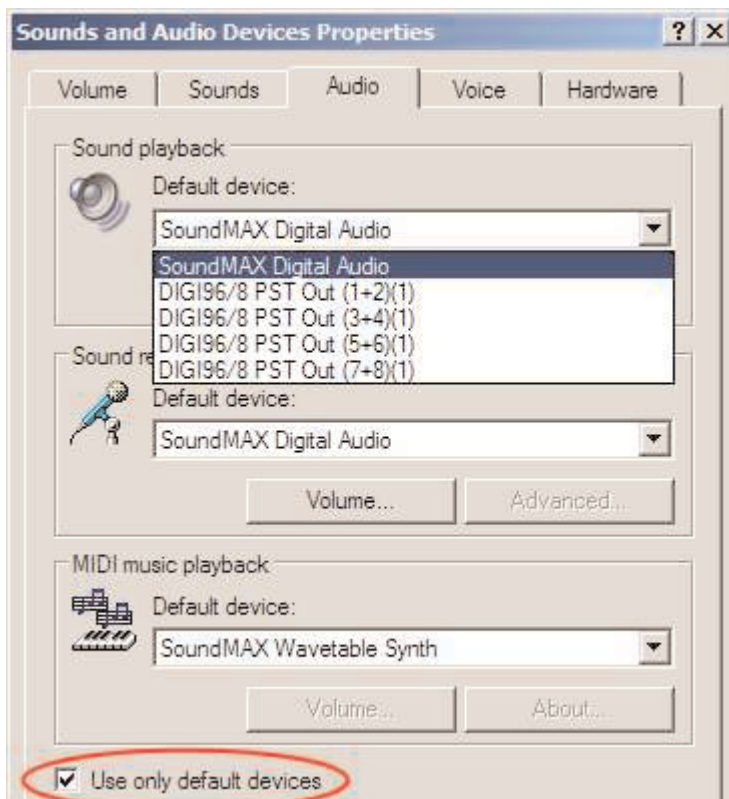 Sounds and Audio Devices Properties
Volume Sounds Audio Voice Hardware
Sound playback
Default device:
SoundMAX Digital Audio
SoundMAX Digital Audio
DIGI96/8 PST Out (1+2)(1)
DIGI96/8 PST Out (3+4)(1)
DIGI96/8 PST Out (5+6)(1)
DIGI96/8 PST Out (7+8)(1)
Sound re
Default device:
SoundMAX Digital Audio
Volume... Advanced...
MIDI music playback
Default device:
SoundMAX Wavetable Synth
Volume... About...
Use only default devices